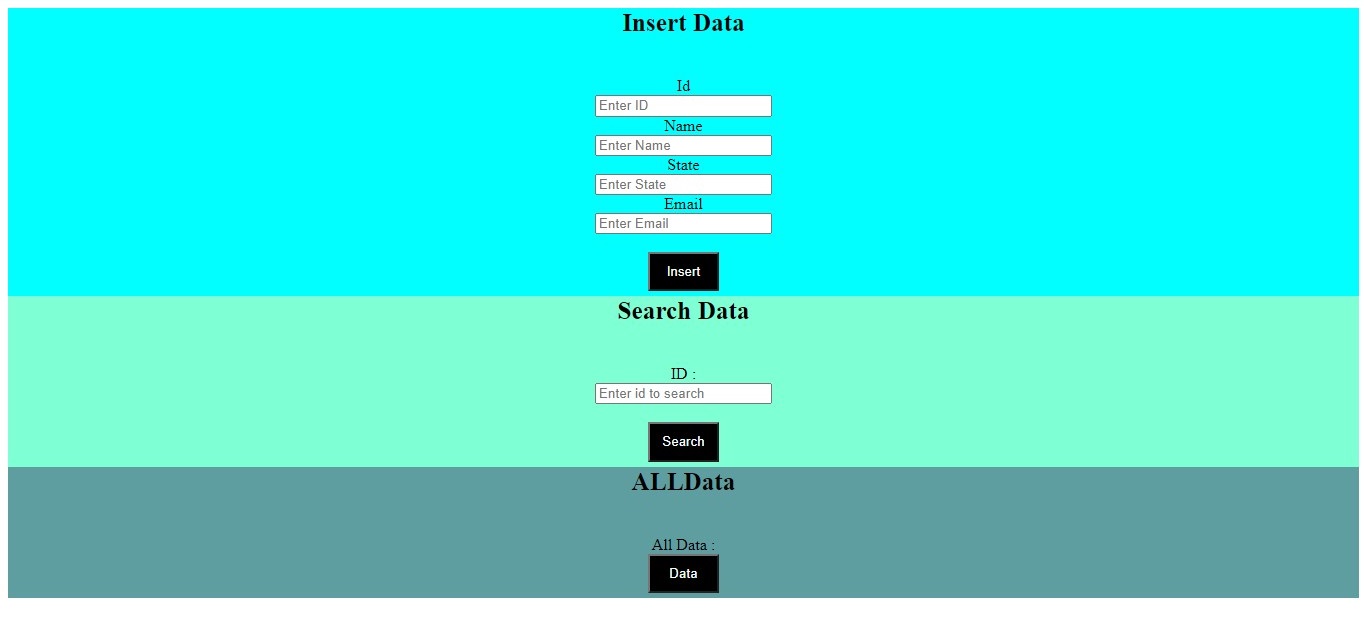 Insert Data
Id
Enter ID
Name
Enter Name
State
Enter State
Email
Enter Email
Insert
Search Data
ID :
Enter id to search
Search
ALLData
All Data :
Data